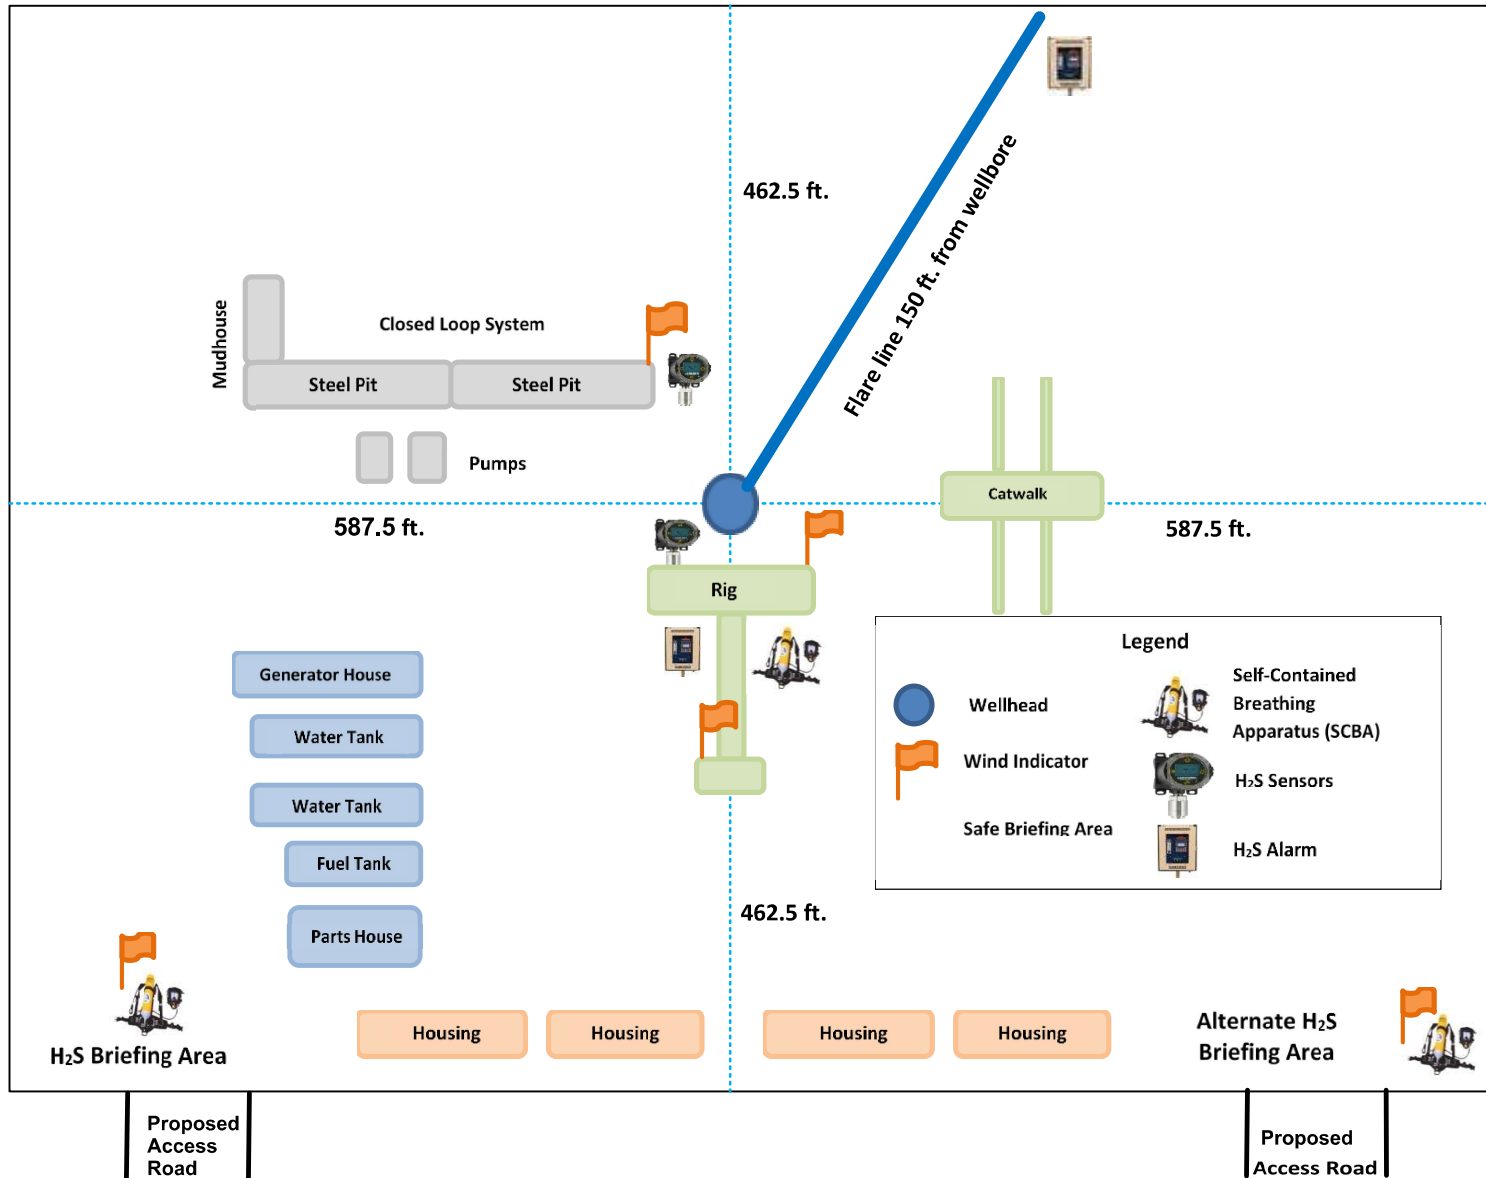 462.5 ft.
Flare line 150 ft. from wellbore
Mudhouse
Closed Loop System
Steel Pit
Steel Pit
Pumps
Catwalk
587.5 ft.
587.5 ft.
Rig
Legend
Wellhead
Wind Indicator
Safe Briefing Area
Self-Contained
Breathing
Apparatus (SCBA)
H₂S Sensors
H₂S Alarm
Generator House
Water Tank
Water Tank
Fuel Tank
Parts House
462.5 ft.
H₂S Briefing Area
Housing
Housing
Housing
Housing
Alternate H₂S
Briefing Area
Proposed
Access
Road
Proposed
Access Road